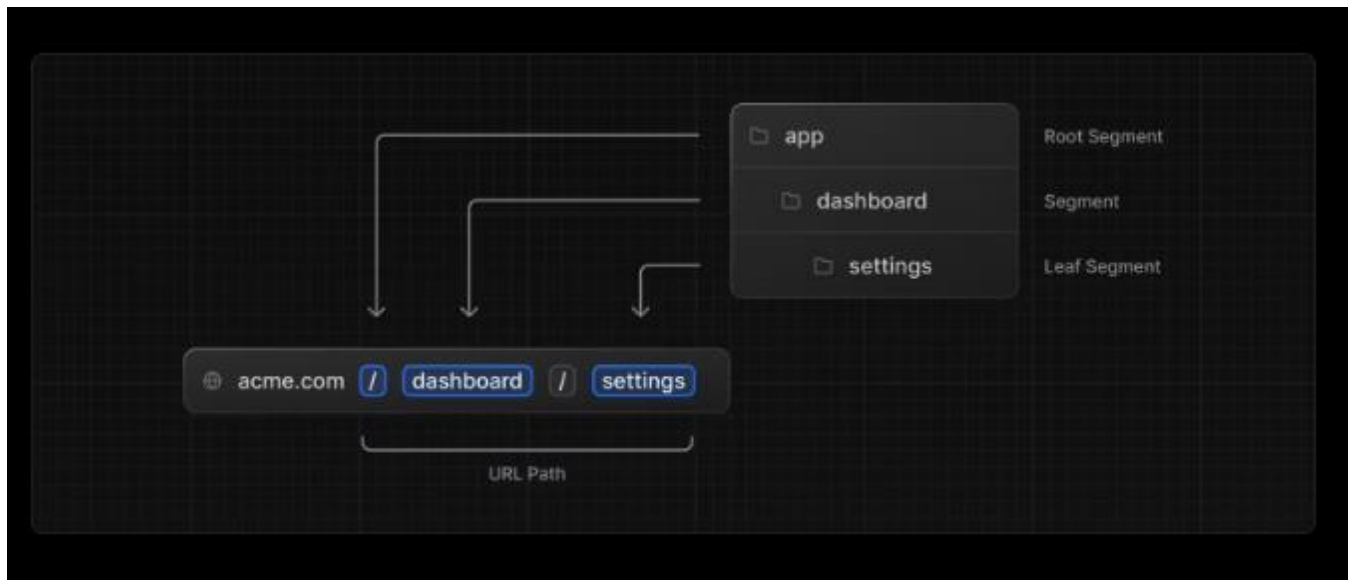 app Root Segment
dashboard Segment
settings Leaf Segment
acme.com / dashboard / settings
URL Path